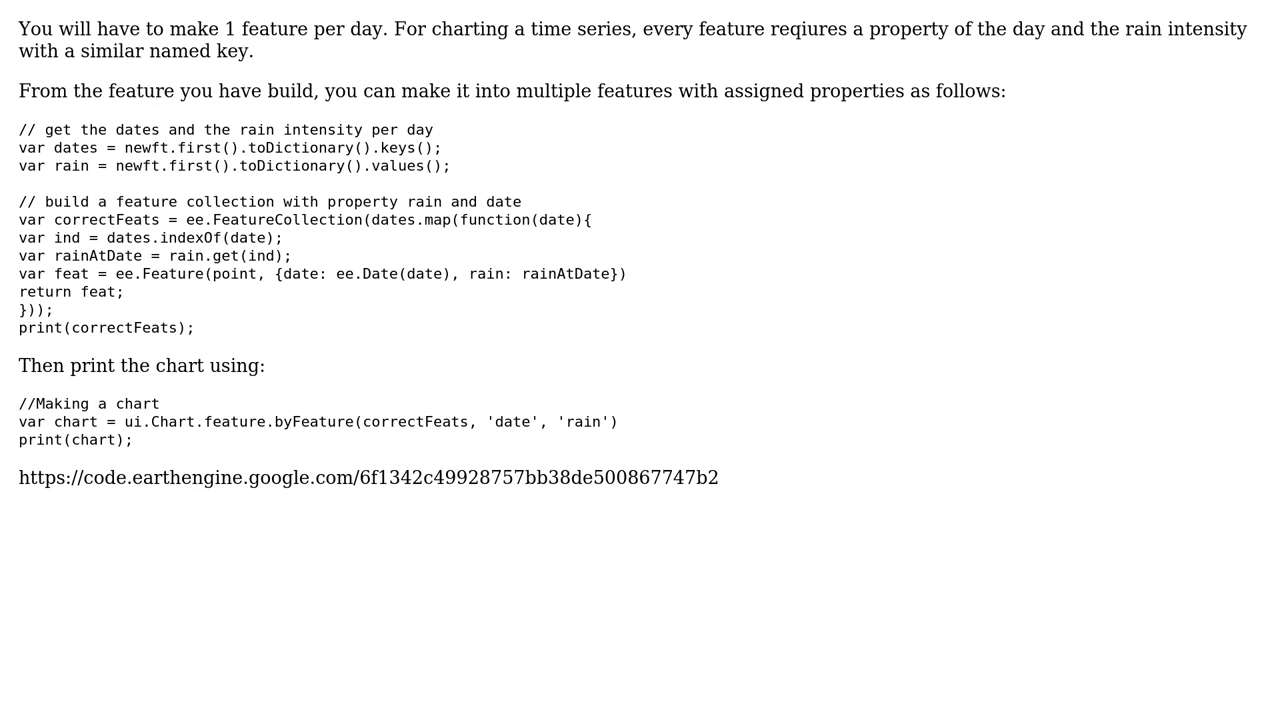 You will have to make 1 feature per day. For charting a time series, every feature reqiures a property of the day and the rain intensity
with a similar named key.
From the feature you have build, you can make it into multiple features with assigned properties as follows:
// get the dates and the rain intensity per day
var dates = newft.first().toDictionary().keys();
var rain = newft.first().toDictionary().values();
// build a feature collection with property rain and date
var correctFeats = ee.FeatureCollection(dates.map(function(date){
var ind = dates.indexOf(date);
var rainAtDate = rain.get(ind);
var feat = ee.Feature(point, {date: ee.Date(date), rain: rainAtDate})
return feat;
}));
print(correctFeats);
Then print the chart using:
//Making a chart
var chart = ui.Chart.feature.byFeature(correctFeats, 'date', 'rain')
print(chart);
https://code.earthengine.google.com/6f1342c49928757bb38de500867747b2